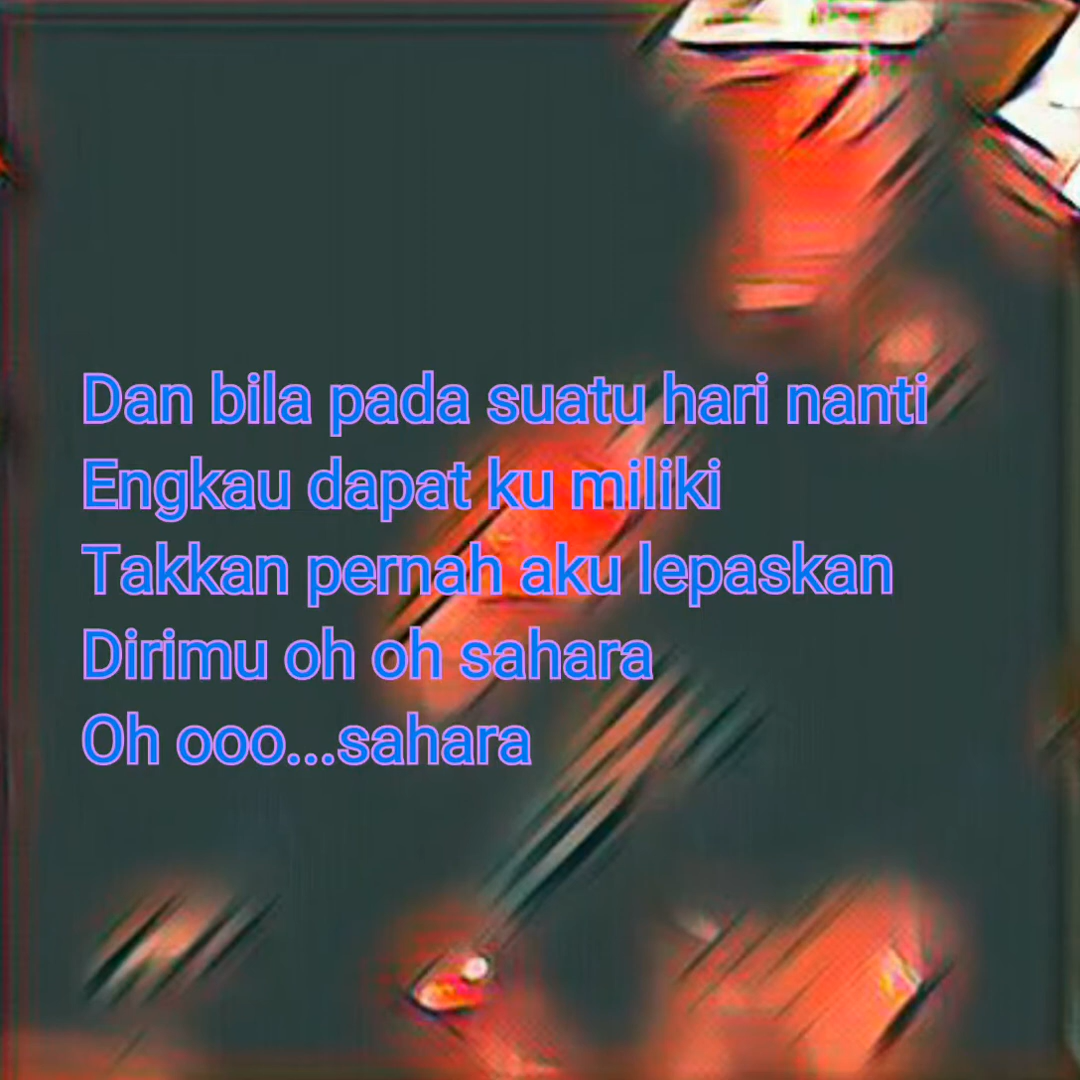 Dan bila pada suatu hari nanti
Engkau dapat ku miliki
Takkan pernah aku lepaskan
Dirimu oh oh sahara
Oh ooo...sahara